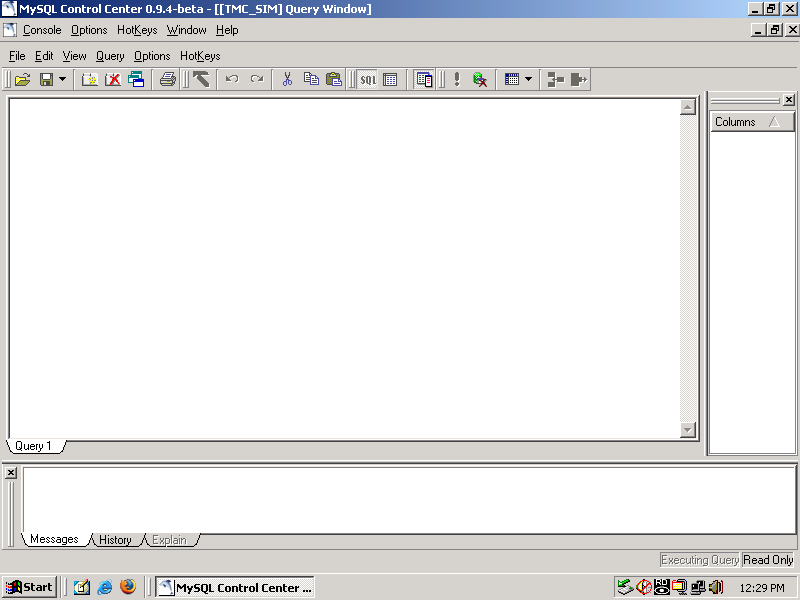 MySQL Control Center 0.9.4-beta - [[TMC_SIM] Query Window]
Console Options HotKeys Window Help
File Edit View Query Options HotKeys
SQL
Columns
Query 1
Messages History Explain
Executing Query Read Only
Start MySQL Control Center ... 12:29 PM